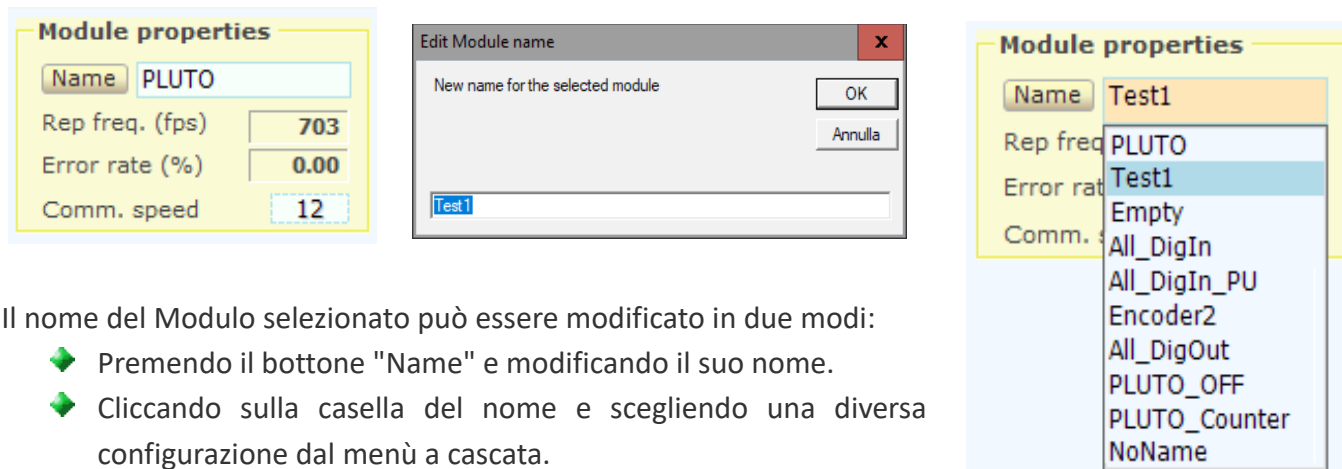 Module properties
Name PLUTO
Rep freq. (fps) 703
Error rate (%) 0.00
Comm. speed 12
Edit Module name x
New name for the selected module
OK
Annulla
Test1
Module properties
Name Test1
Rep freq
Error rat
Comm. s
PLUTO
Test1
Empty
All_DigIn
All_DigIn_PU
Encoder2
All_DigOut
PLUTO_OFF
PLUTO_Counter
NoName
Il nome del Modulo selezionato può essere modificato in due modi:
Premendo il bottone "Name" e modificando il suo nome.
Cliccando sulla casella del nome e scegliendo una diversa
configurazione dal menù a cascata.